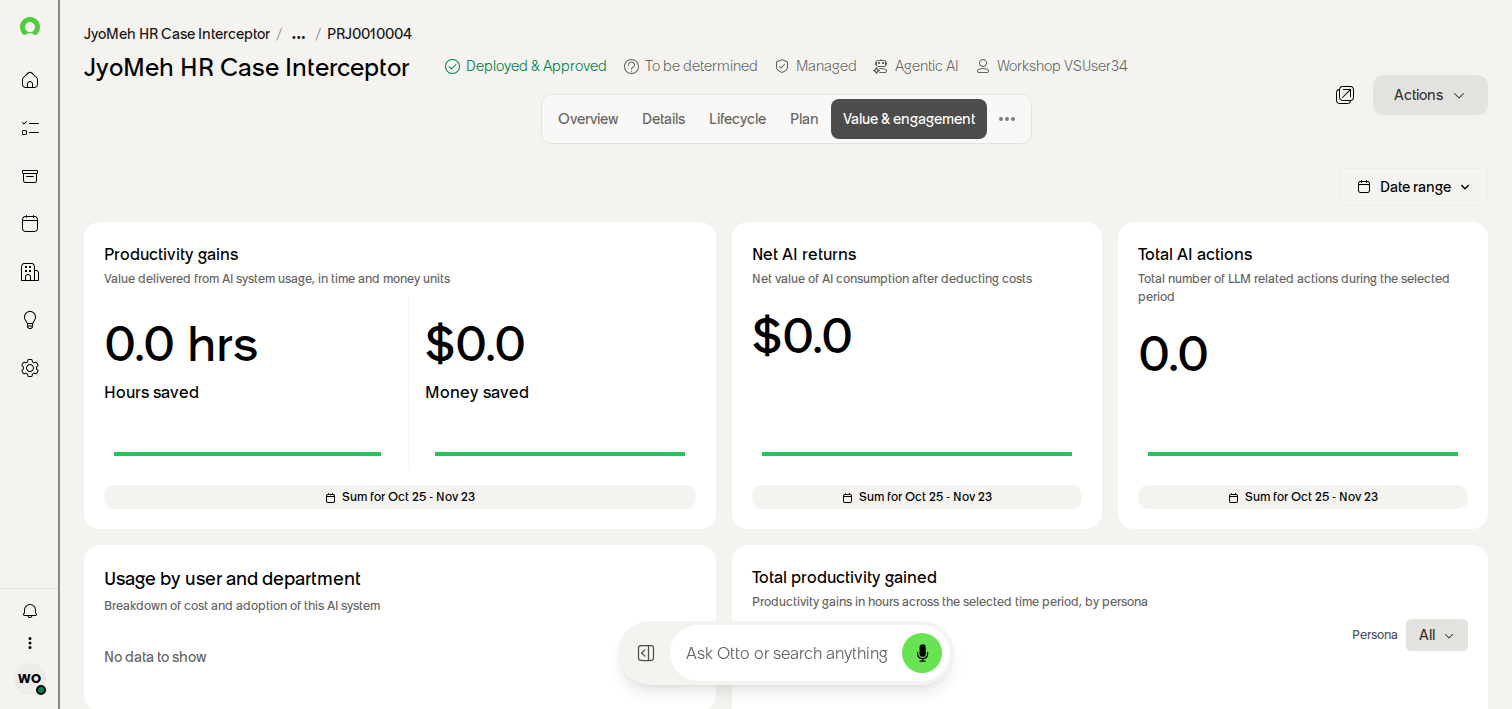 JyoMeh HR Case Interceptor / ... / PRJ0010004
JyoMeh HR Case Interceptor
Deployed & Approved
To be determined
Managed
Agentic AI
Workshop VSUser34
Actions
Overview
Details
Lifecycle
Plan
Value & engagement
Date range
Productivity gains
Value delivered from AI system usage, in time and money units
0.0 hrs
Hours saved
$0.0
Money saved
Sum for Oct 25 - Nov 23
Net AI returns
Net value of AI consumption after deducting costs
$0.0
Sum for Oct 25 - Nov 23
Total AI actions
Total number of LLM related actions during the selected
period
0.0
Sum for Oct 25 - Nov 23
Usage by user and department
Breakdown of cost and adoption of this AI system
No data to show
Total productivity gained
Productivity gains in hours across the selected time period, by persona
Persona
All
Ask Otto or search anything
WO